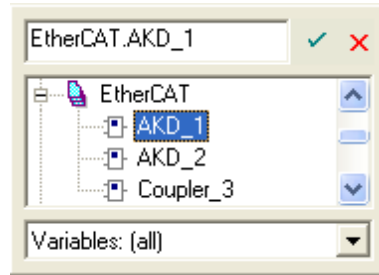 EtherCAT.AKD_1
EtherCAT
AKD_1
AKD_2
Coupler_3
Variables: (all)